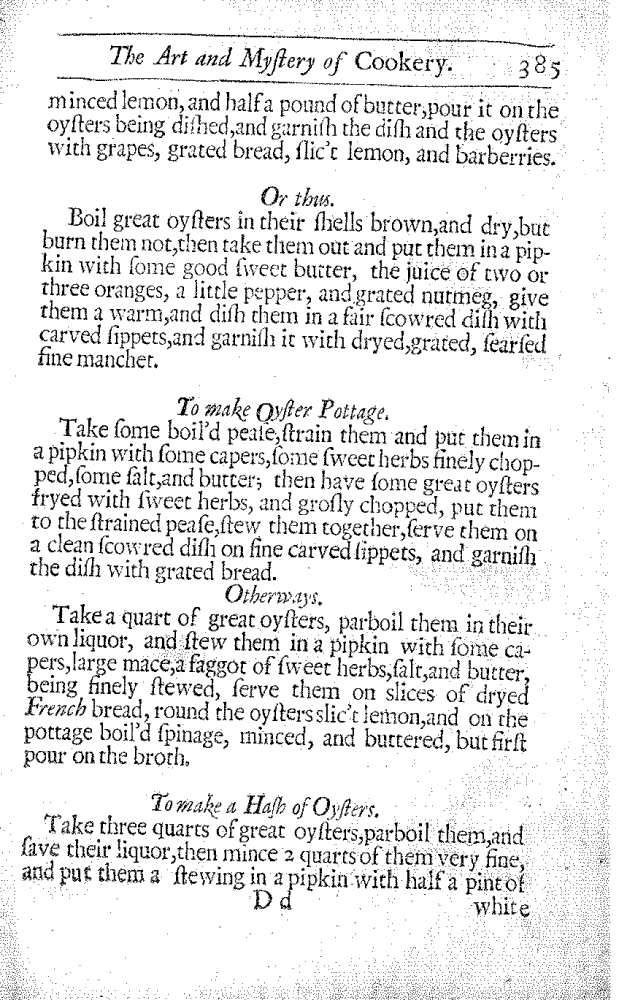 The Art and Myſtery of Cookery. 385
minced lemon, and half a pound of butter, pour it on the
oyſters being diſhed, and garniſh the diſh and the oyſters
with grapes, grated bread, ſlic't lemon, and barberries.
Or thus.
Boil great oyſters in their ſhells brown, and dry, but
burn them not, then take them out and put them in a pip-
kin with ſome good ſweet butter, the juice of two or
three oranges, a little pepper, and grated nutmeg, give
them a warm, and diſh them in a fair ſcowred diſh with
carved ſippets, and garniſh it with dryed, grated, ſearſed
fine manchet.
To make Oyſter Pottage.
Take ſome boil'd peaſe, ſtrain them and put them in
a pipkin with ſome capers, ſome ſweet herbs finely chop-
ped, ſome ſalt, and butter; then have ſome great oyſters
fryed with ſweet herbs, and groſly chopped, put them
to the ſtrained peaſe, ſtew them together, ſerve them on
a clean ſcowred diſh on fine carved ſippets, and garniſh
the diſh with grated bread.
Otherways.
Take a quart of great oyſters, parboil them in their
own liquor, and ſtew them in a pipkin with ſome ca-
pers, large mace, a faggot of ſweet herbs, ſalt, and butter,
being finely ſtewed, ſerve them on slices of dryed
French bread, round the oyſters slic't lemon, and on the
pottage boil'd ſpinage, minced, and buttered, but firſt
pour on the broth.
To make a Haſh of Oyſters.
Take three quarts of great oyſters, parboil them, and
ſave their liquor, then mince 2 quarts of them very fine,
and put them a ſtewing in a pipkin with half a pint of
D d white